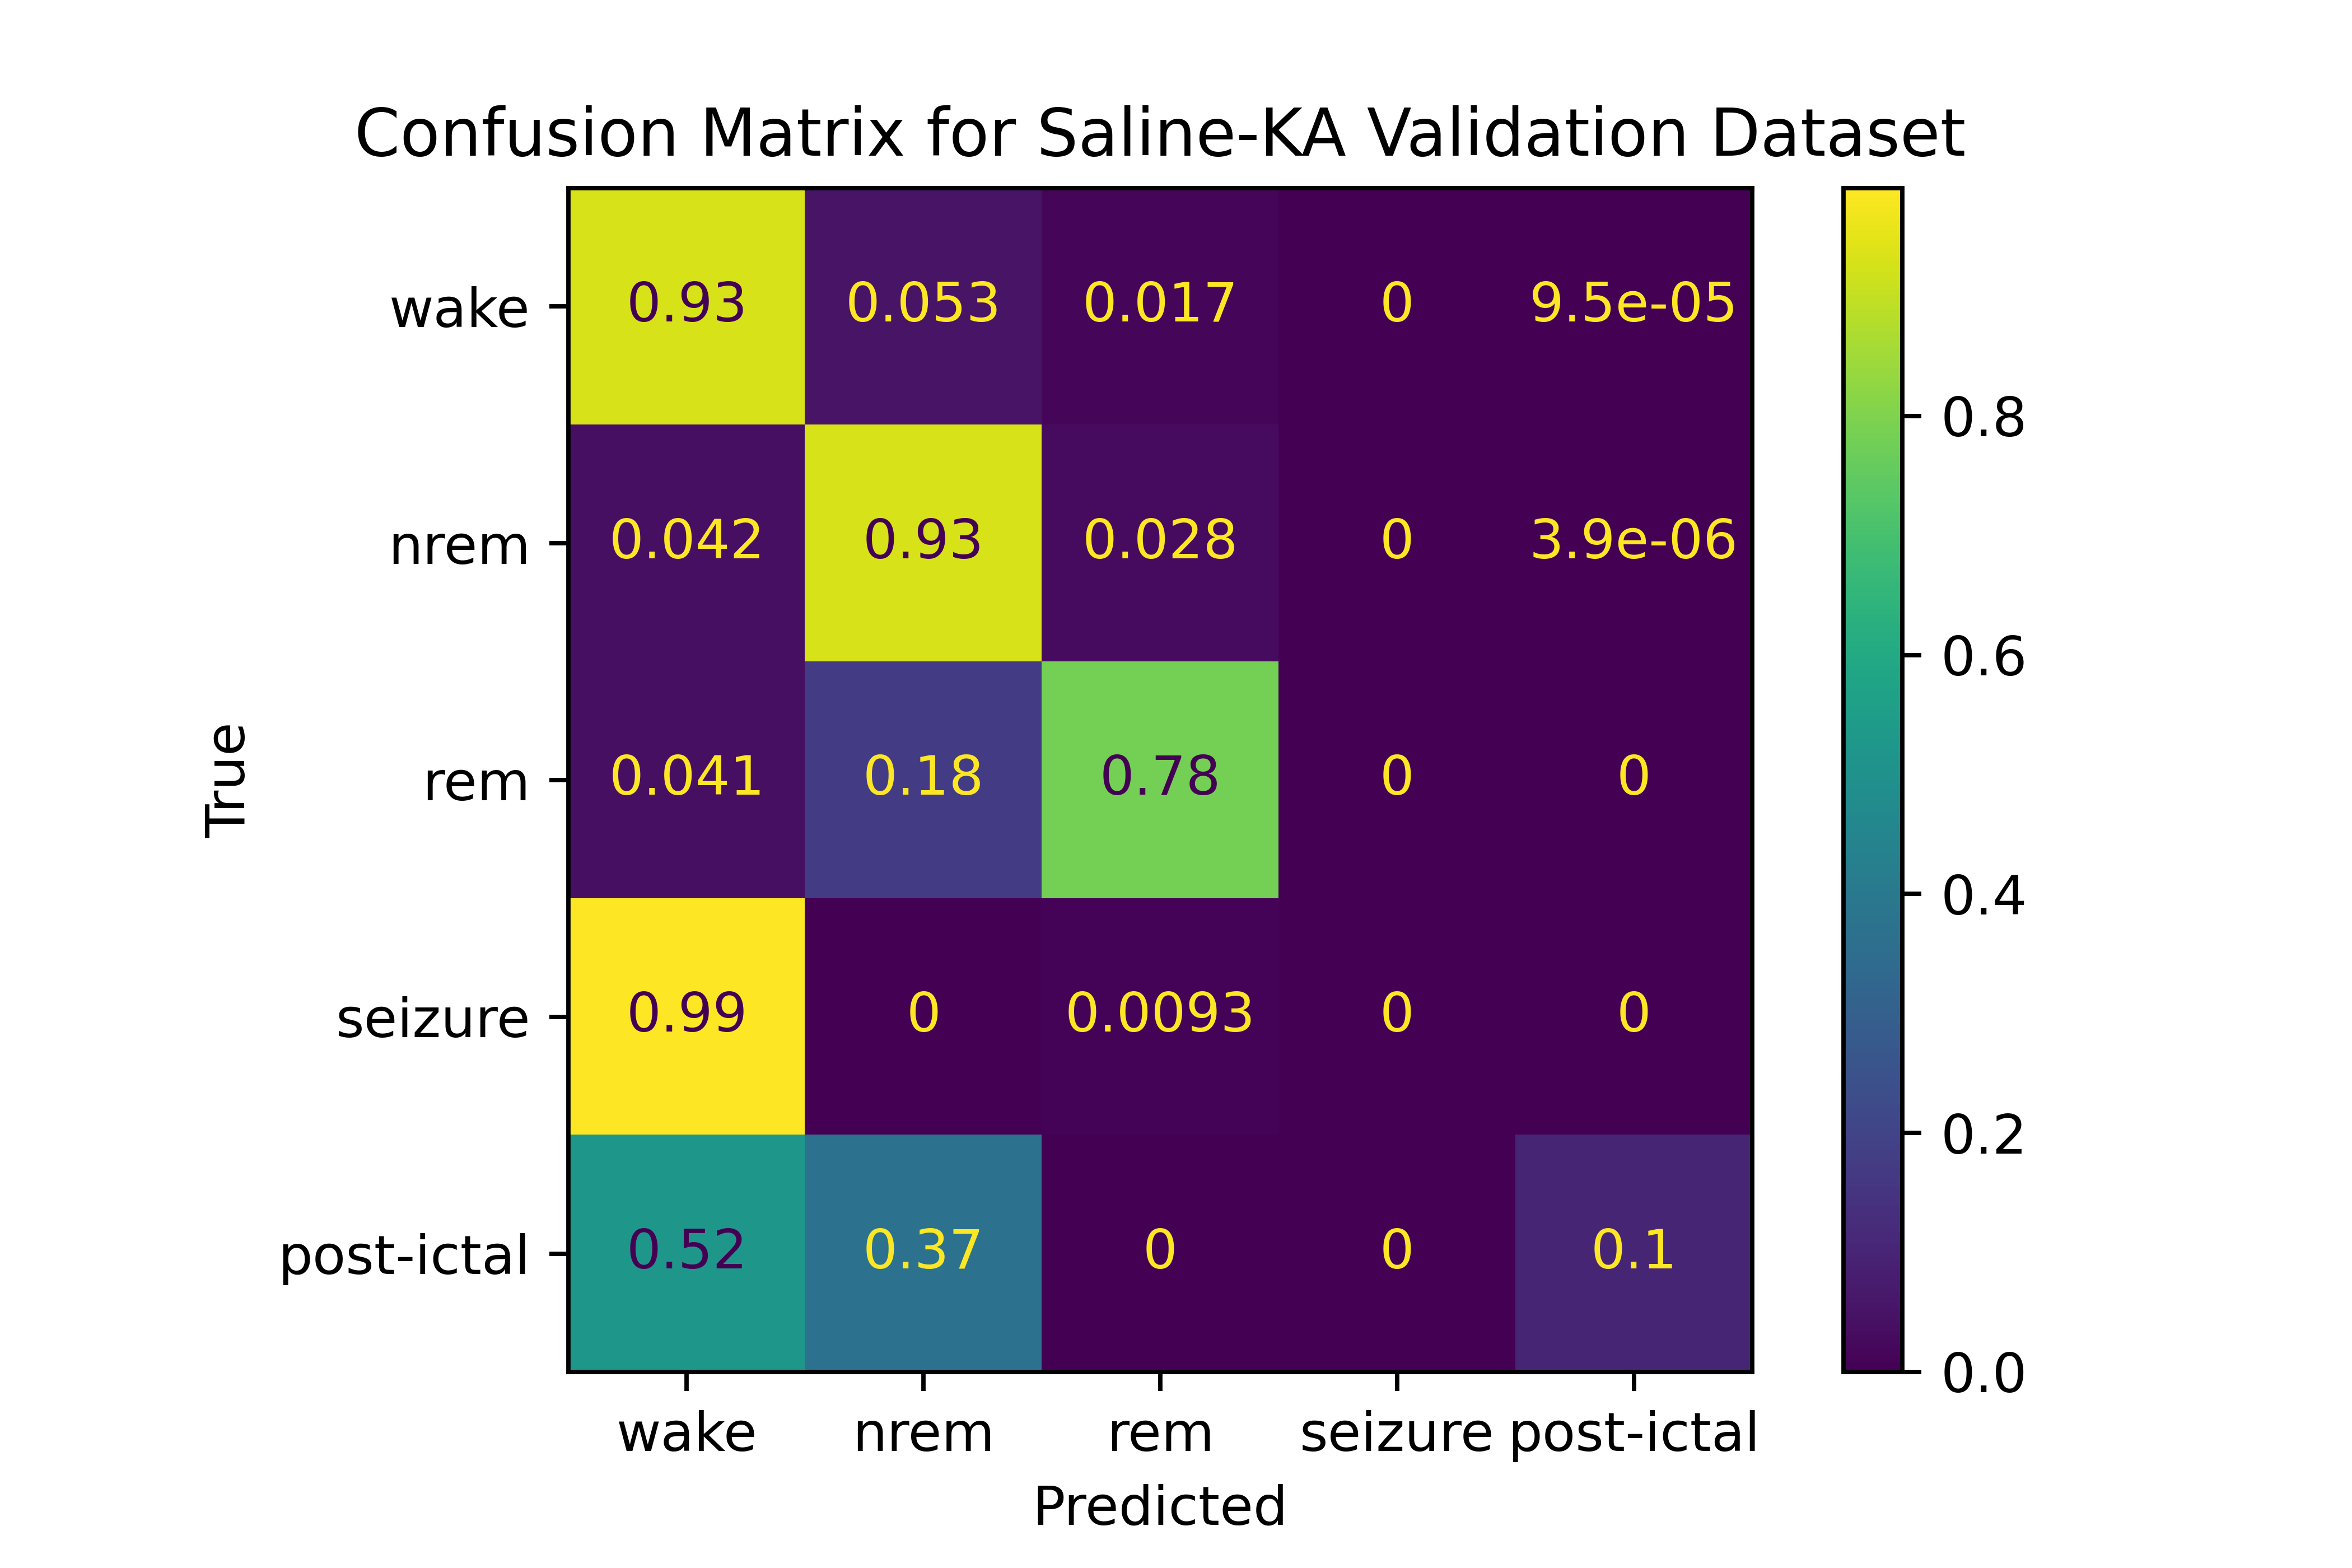 Confusion Matrix for Saline-KA Validation Dataset
wake 0.93 0.053 0.017 0 9.5e-05
nrem 0.042 0.93 0.028 0 3.9e-06
rem 0.041 0.18 0.78 0 0
seizure 0.99 0 0.0093 0 0
post-ictal 0.52 0.37 0 0 0.1
wake nrem rem seizure post-ictal
Predicted
True
0.8
0.6
0.4
0.2
0.0